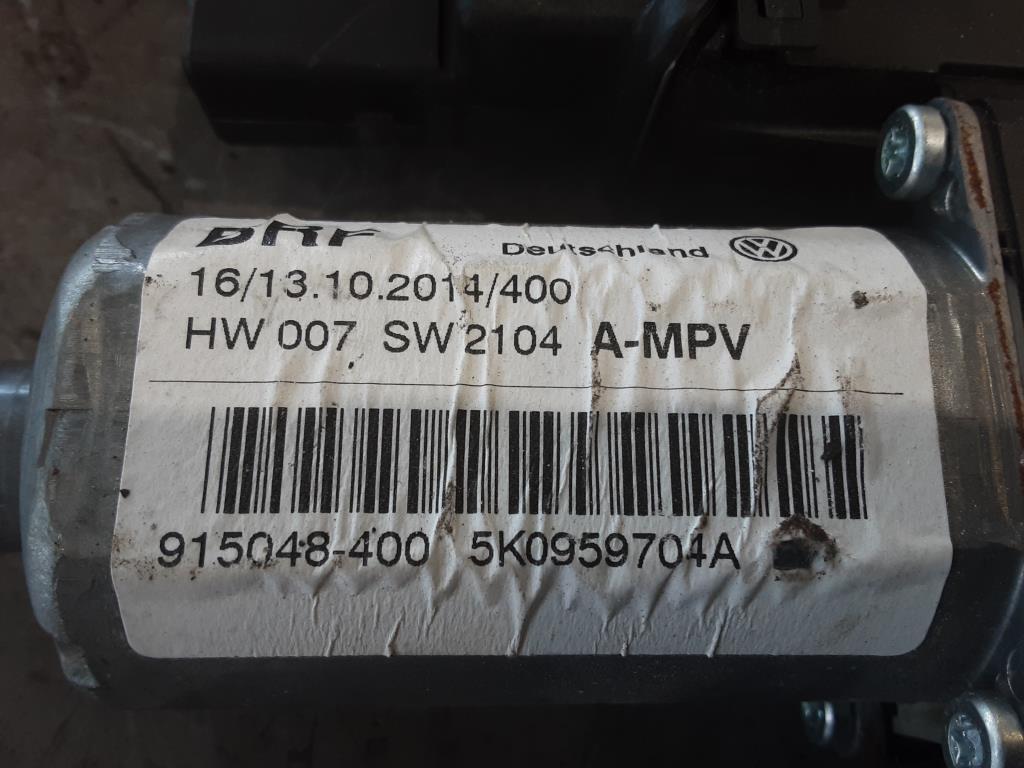 Deutschland
16/13.10.2014/400
HW 007 SW 2104 A-MPV
915048-400 5K0959704A